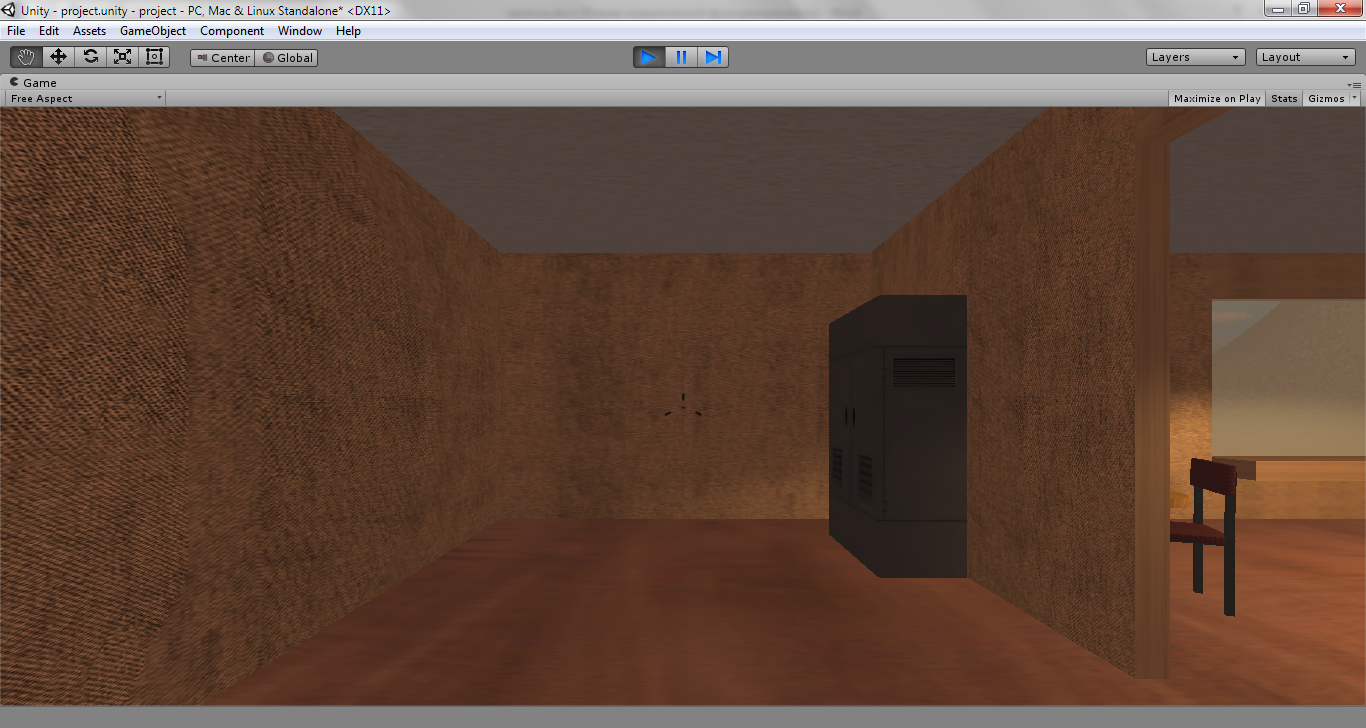 Unity - project.unity - project - PC, Mac & Linux Standalone* <DX11>
File Edit Assets GameObject Component Window Help
Center Global Layers Layout
Game
Free Aspect Maximize on Play Stats Gizmos